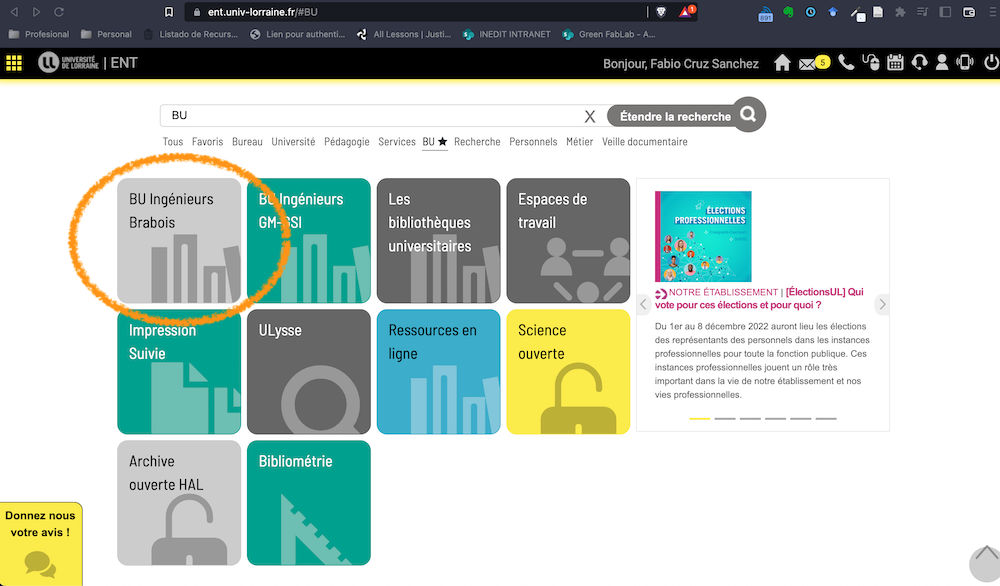 ent.univ-lorraine.fr/#BU
1
891
Profesional
Personal
Listado de Recurs...
Lien pour authenti...
All Lessons | Justi...
INEDIT INTRANET
Green FabLab - A...
UNIVERSITÉ
DE LORRAINE
| ENT
Bonjour, Fabio Cruz Sanchez
5
BU
X
Étendre la recherche
Tous Favoris Bureau Université Pédagogie Services BU ★ Recherche Personnels Métier Veille documentaire
BU Ingénieurs
Brabois
BU Ingénieurs
GM-GSI
Les
bibliothèques
universitaires
Espaces de
travail
ÉLECTIONS
PROFESSIONNELLES
NOTRE ÉTABLISSEMENT | [ÉlectionsUL] Qui
vote pour ces élections et pour quoi ?
Du 1er au 8 décembre 2022 auront lieu les élections
des représentants des personnels dans les instances
professionnelles pour toute la fonction publique. Ces
instances professionnelles jouent un rôle très
important dans la vie de notre établissement et nos
vies professionnelles.
Impression
Suivie
ULysse
Ressources en
ligne
Science
ouverte
Archive
ouverte HAL
Bibliométrie
Donnez nous
votre avis !